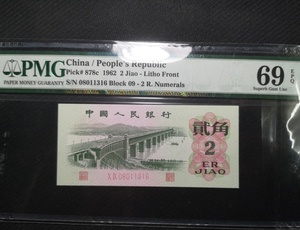 PMG
PAPER MONEY GUARANTY
China / People's Republic
Pick# 878c 1962 2 Jiao - Litho Front
S/N 08011316 Block 09 - 2 R. Numerals
69 EPQ
Superb Gem Unc
中國人民銀行
貳角
2
ER
JIAO